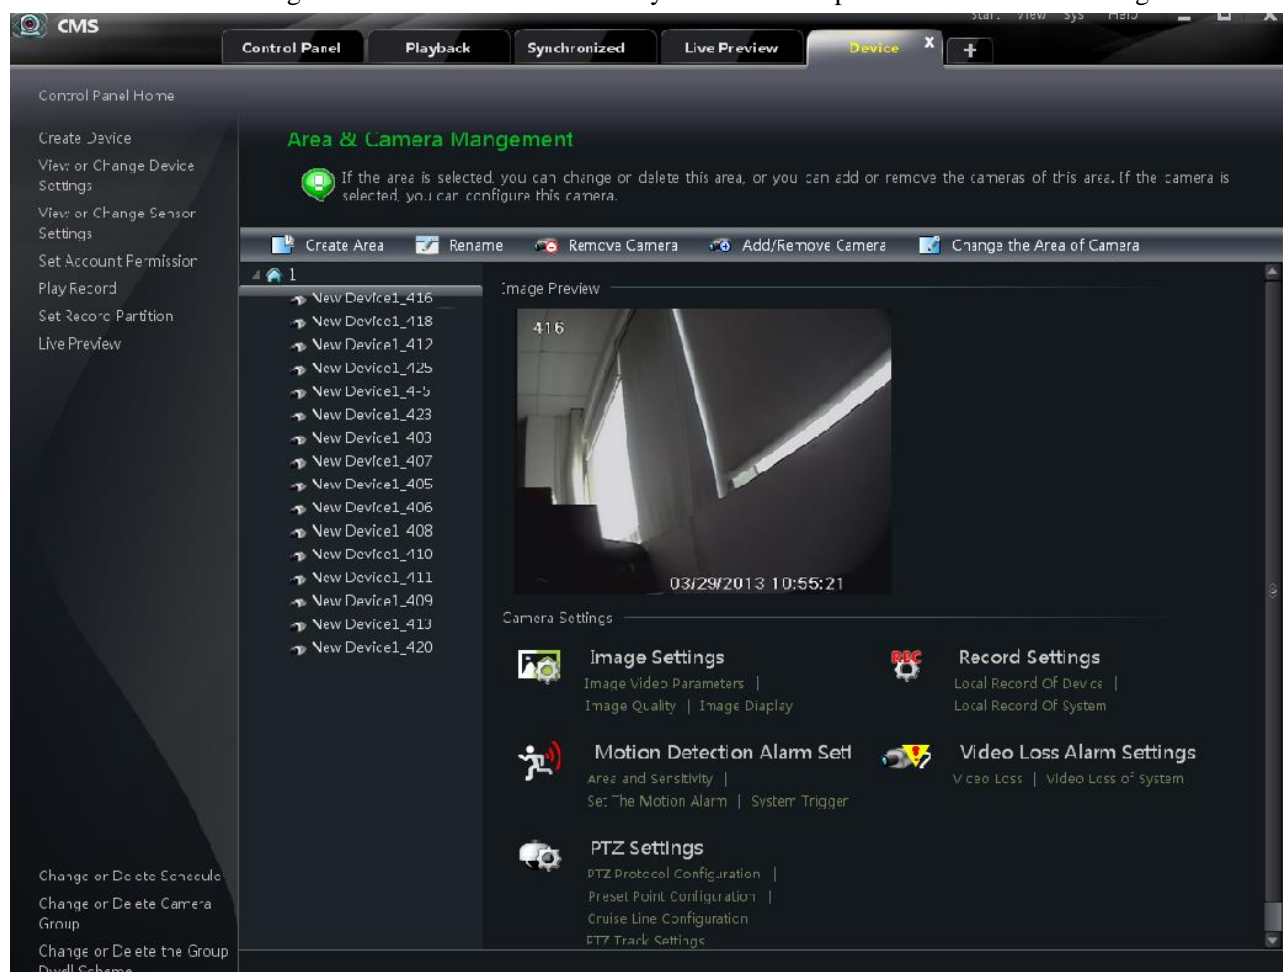 CMS
Start View Sys Help
Control Panel Playback Synchronized Live Preview Device X +
Control Panel Home
Create Device
View or Change Device
Settings
View or Change Sensor
Settings
Set Account Permission
Play Record
Set Record Partition
Live Preview
Area & Camera Mangement
If the area is selected, you can change or delete this area, or you can add or remove the cameras of this area. If the camera is
selected, you can configure this camera.
Create Area Rename Remove Camera Add/Remove Camera Change the Area of Camera
1
New Device1_416
New Device1_418
New Device1_412
New Device1_425
New
New Device1_423
New Device1_403
New Device1_407
New Device1_405
New Device1_406
New Device1_408
New Device1_410
New Device1_411
New Device1_409
New Device1_413
New Device1_420
Image Preview
416
03/29/2013 10:55:21
Camera Settings
Image Settings
Image Video Parameters |
Image Quality | Image Diaplay
Record Settings
Local Record Of Device |
Local Record Of System
Motion Detection Alarm Sett
Area and Sensitivity |
Set The Motion Alarm | System Trigger
Video Loss Alarm Settings
Video Loss | Video Loss of System
PTZ Settings
PTZ Protocol Configuration |
Preset Point Configuration |
Cruise Line Configuration
PTZ Track Settings
Change or Delete Schedule
Change or Delete Camera
Group
Change or Delete the Group
Dwell Scheme